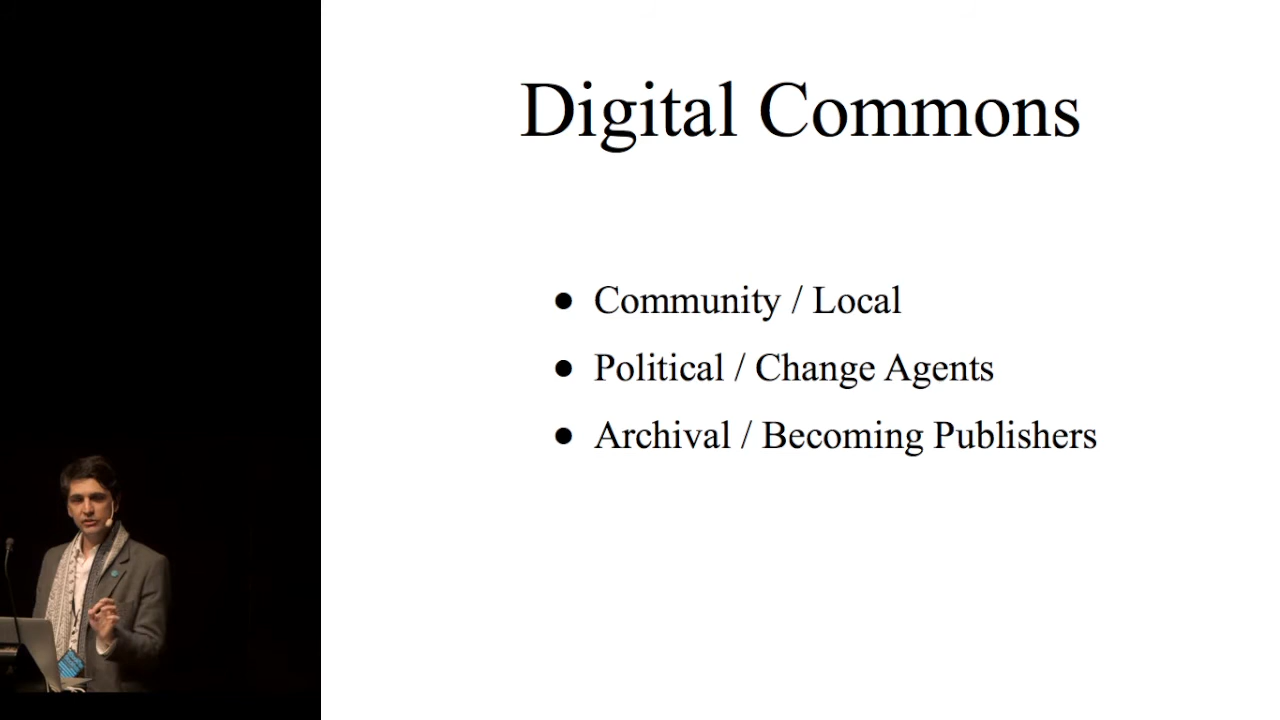 Digital Commons
● Community / Local
● Political / Change Agents
● Archival / Becoming Publishers